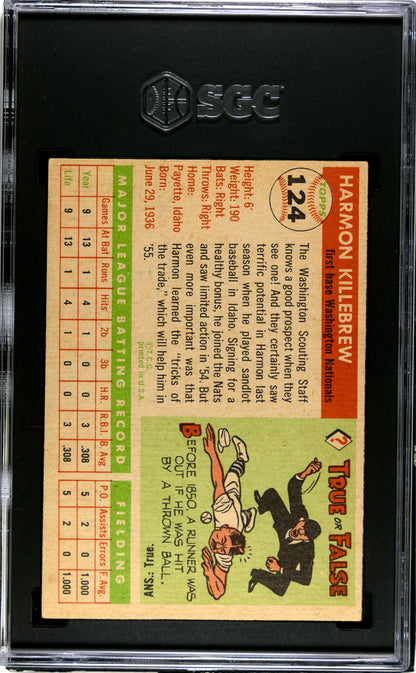 SGC
TOPPS
124
HARMON KILLEBREW
first base Washington Nationals
Height: 6'
Weight: 190
Bats: Right
Throws: Right
Home:
Payette, Idaho
Born:
June 29, 1936
The Washington Scouting Staff
knows a good prospect when they
see one! And they certainly saw
terrific potential in Harmon last
season when he played sandlot
baseball in Idaho. Signing for a
healthy bonus, he joined the Nats
and saw limited action in '54. But
even more important was that
Harmon learned the "tricks of
the trade," which will help him in
'55.
©T.C.G.
printed in U.S.A.
?
TRUE OR FALSE
BEFORE 1850, A RUNNER WAS
OUT IF HE WAS HIT
BY A THROWN BALL.
ANS: True.
MAJOR LEAGUE BATTING RECORD FIELDING
Games At Bat Runs Hits 2b 3b H.R. R.B.I. B. Avg P.O. Assists Errors F. Avg.
Year 9 13 1 4 1 0 0 3 .308 5 2 0 1.000
Life 9 13 1 4 1 0 0 3 .308 5 2 0 1.000